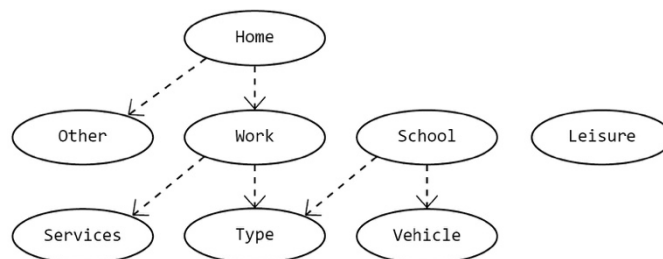 Home
Other
Work
School
Leisure
Services
Type
Vehicle